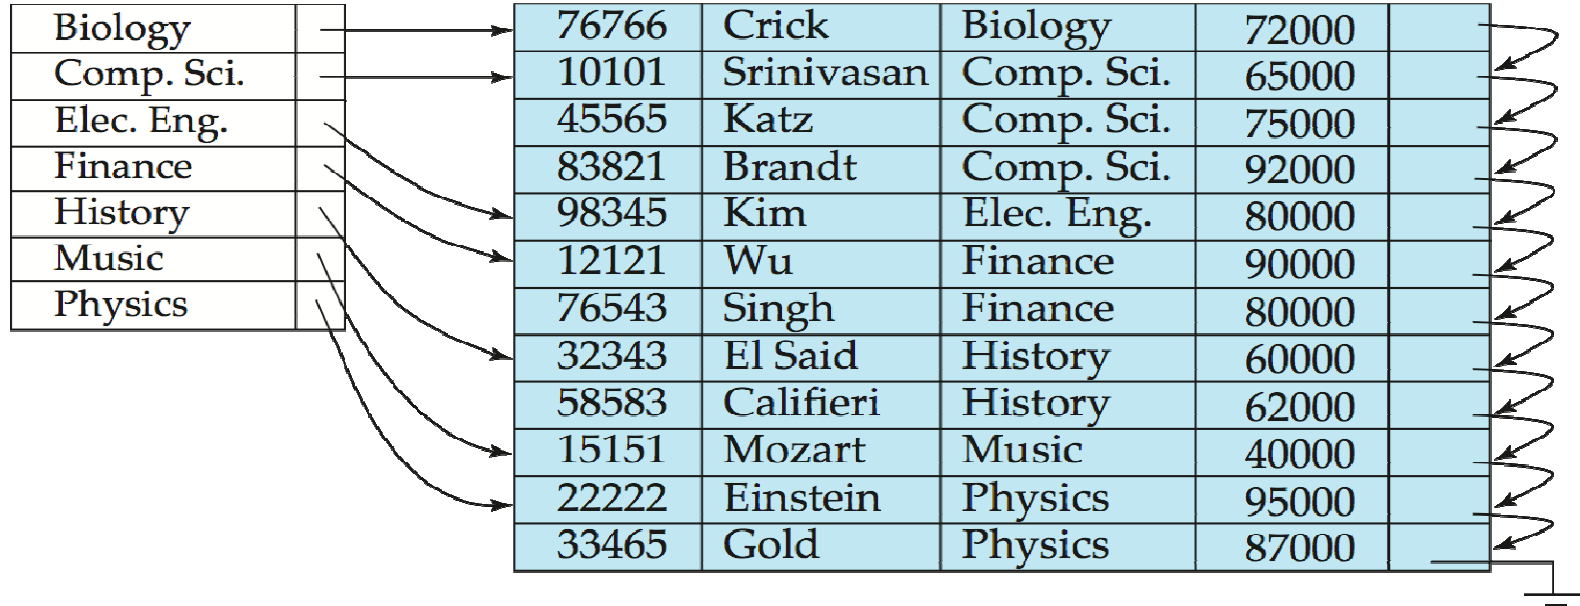 Biology
Comp. Sci.
Elec. Eng.
Finance
History
Music
Physics
76766 Crick Biology 72000
10101 Srinivasan Comp. Sci. 65000
45565 Katz Comp. Sci. 75000
83821 Brandt Comp. Sci. 92000
98345 Kim Elec. Eng. 80000
12121 Wu Finance 90000
76543 Singh Finance 80000
32343 El Said History 60000
58583 Califieri History 62000
15151 Mozart Music 40000
22222 Einstein Physics 95000
33465 Gold Physics 87000